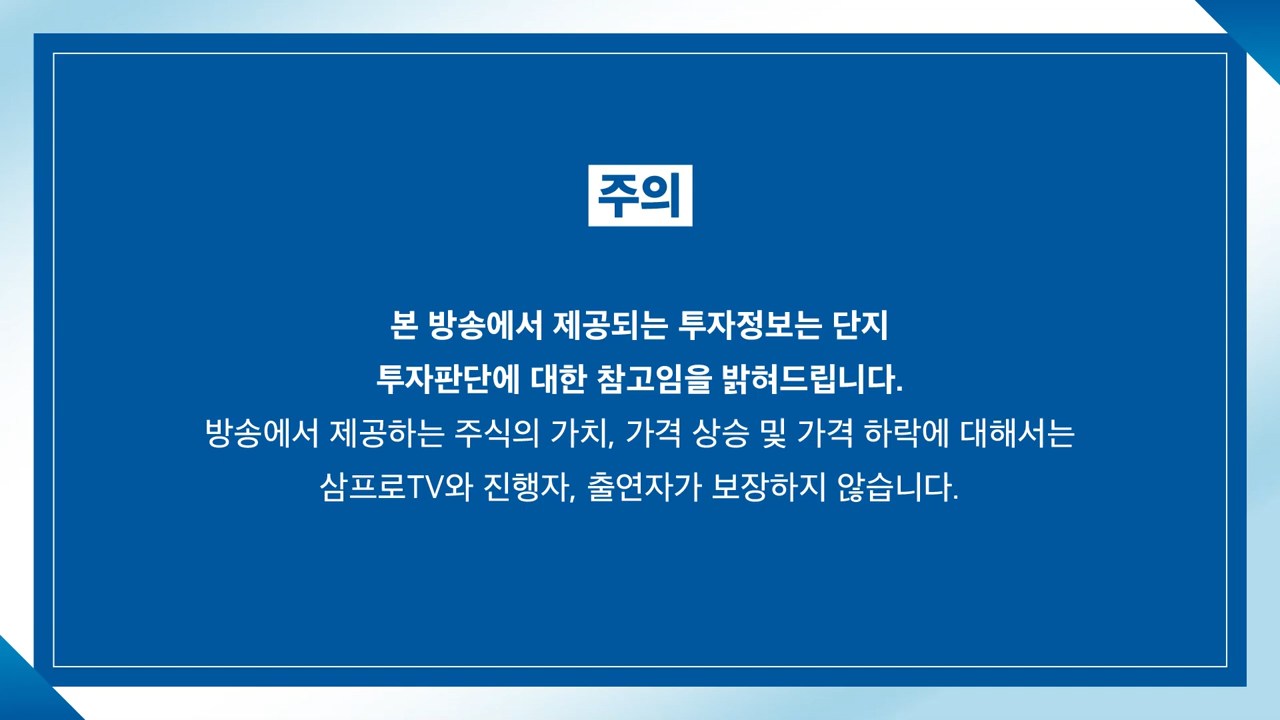 주의
본 방송에서 제공되는 투자정보는 단지
투자판단에 대한 참고임을 밝혀드립니다.
방송에서 제공하는 주식의 가치, 가격 상승 및 가격 하락에 대해서는
삼프로TV와 진행자, 출연자가 보장하지 않습니다.